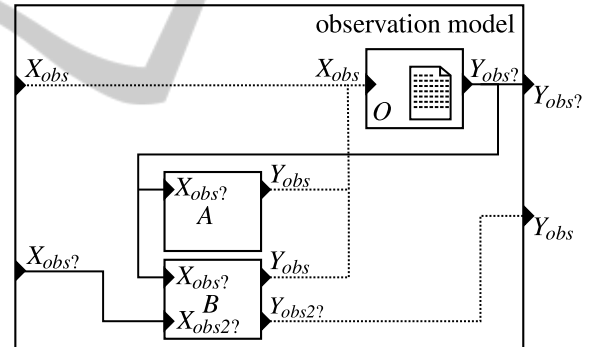 observation model
X_obs X_obs Y_obs?
O Y_obs?
X_obs? Y_obs
A
Y_obs
X_obs? X_obs? Y_obs
B Y_obs2?
X_obs2?